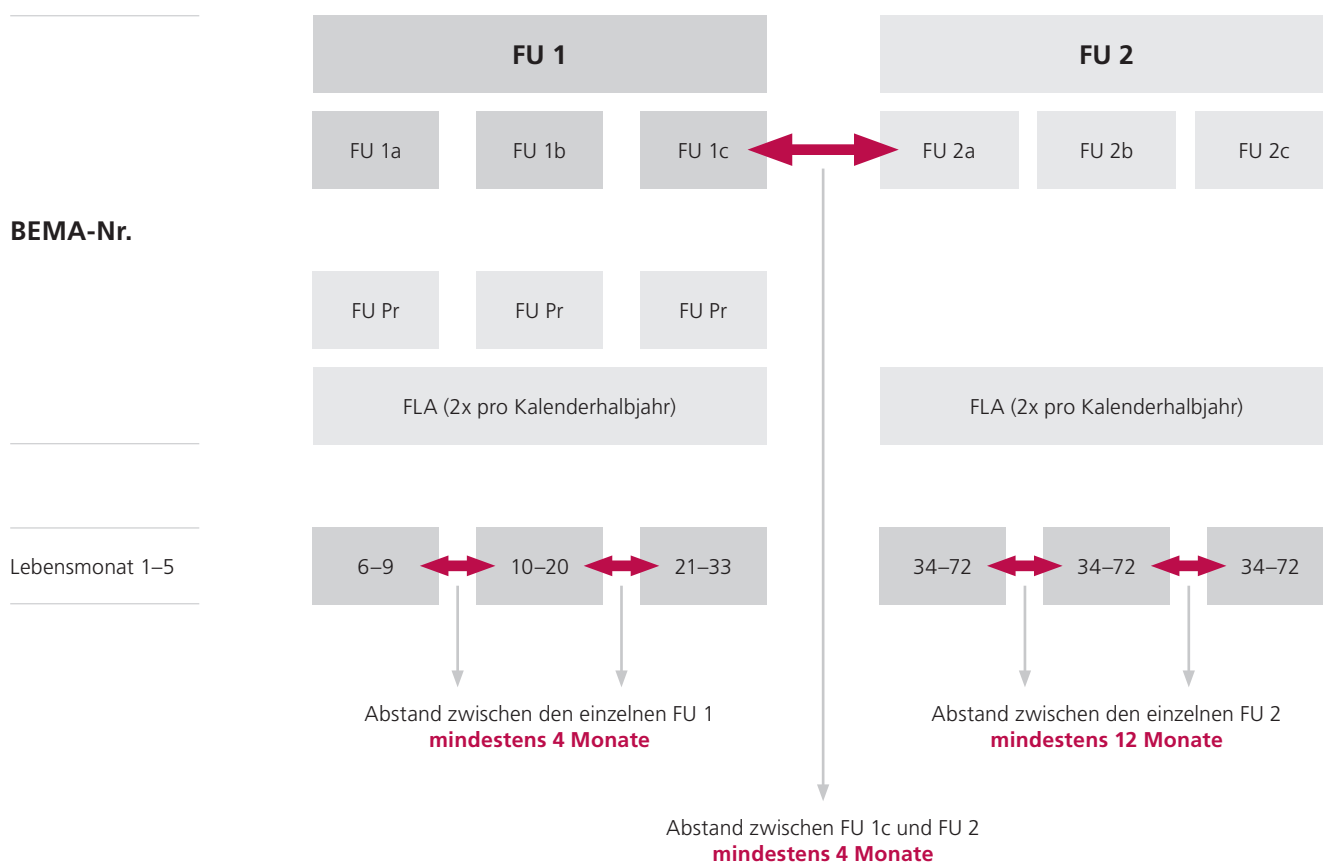 FU 1
FU 2
FU 1a
FU 1b
FU 1c
FU 2a
FU 2b
FU 2c
BEMA-Nr.
FU Pr
FU Pr
FU Pr
FLA (2x pro Kalenderhalbjahr)
FLA (2x pro Kalenderhalbjahr)
Lebensmonat 1–5
6–9
10–20
21–33
34–72
34–72
34–72
Abstand zwischen den einzelnen FU 1
mindestens 4 Monate
Abstand zwischen den einzelnen FU 2
mindestens 12 Monate
Abstand zwischen FU 1c und FU 2
mindestens 4 Monate